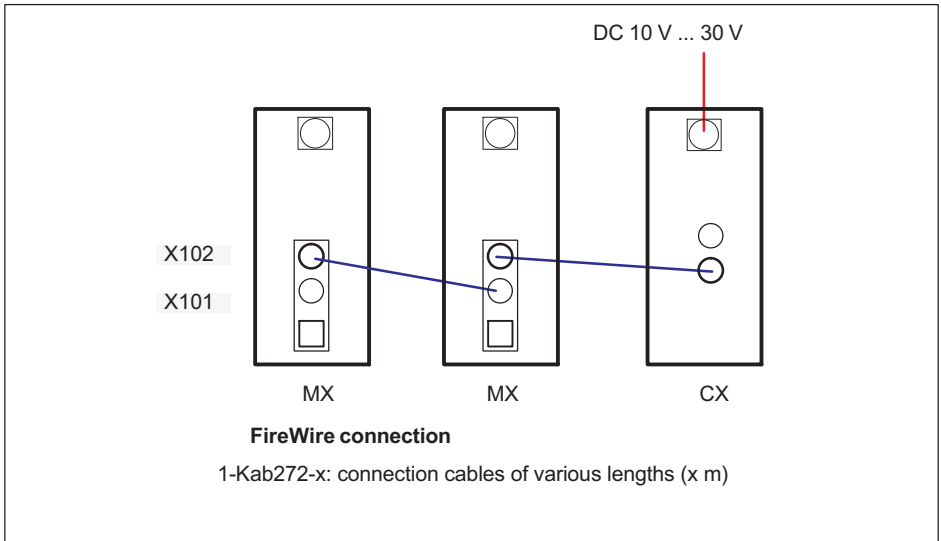 DC 10 V ... 30 V
X102
X101
MX MX CX
FireWire connection
1-Kab272-x: connection cables of various lengths (x m)